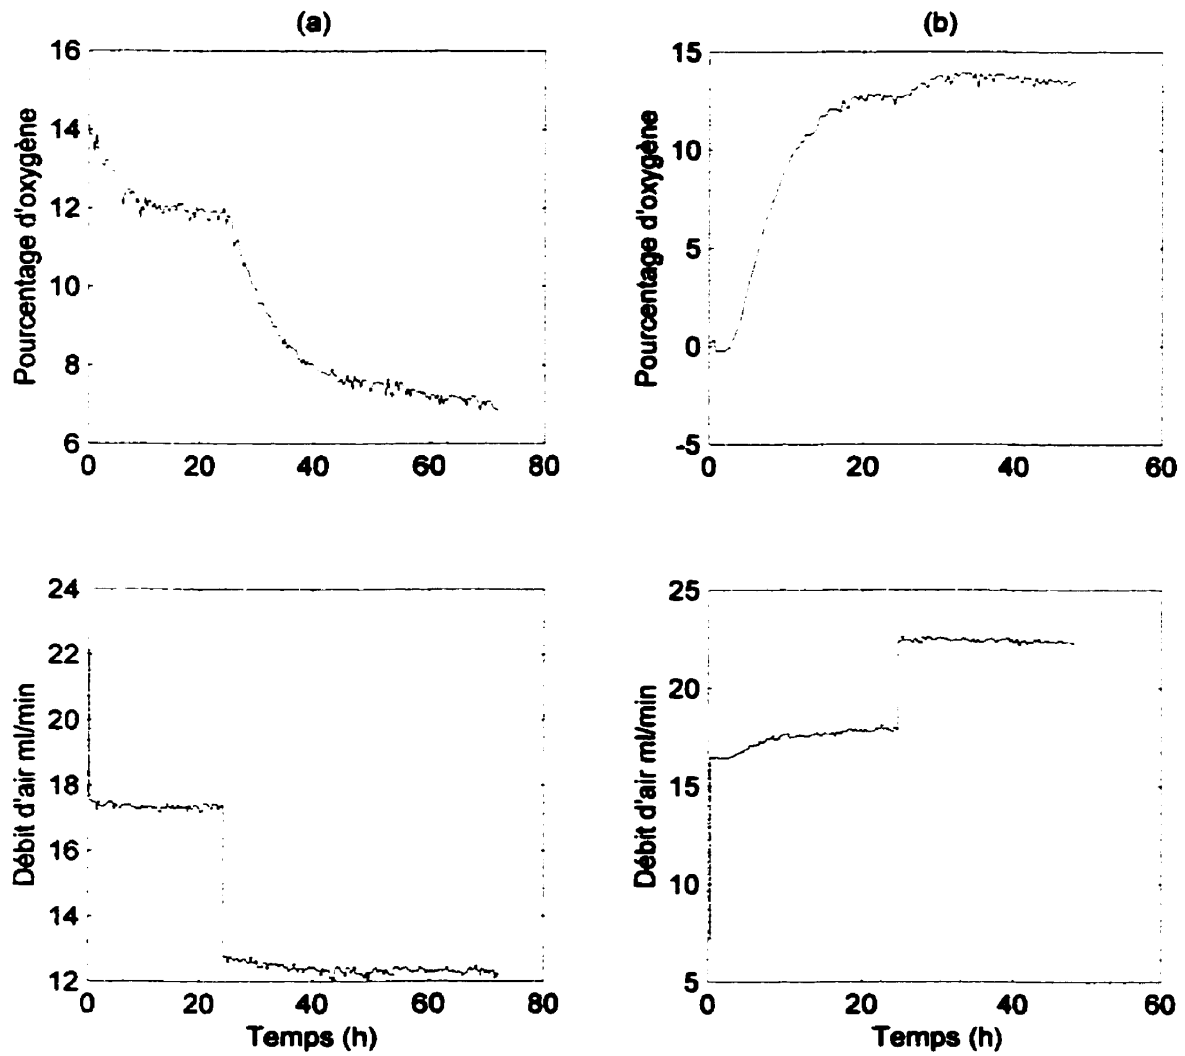 (a)
16
14
12
10
8
6
Pourcentage d'oxygène
0 20 40 60 80
(b)
15
10
5
0
-5
Pourcentage d'oxygène
0 20 40 60
24
22
20
18
16
14
12
Débit d'air ml/min
0 20 40 60 80
Temps (h)
25
20
15
10
5
Débit d'air ml/min
0 20 40 60
Temps (h)